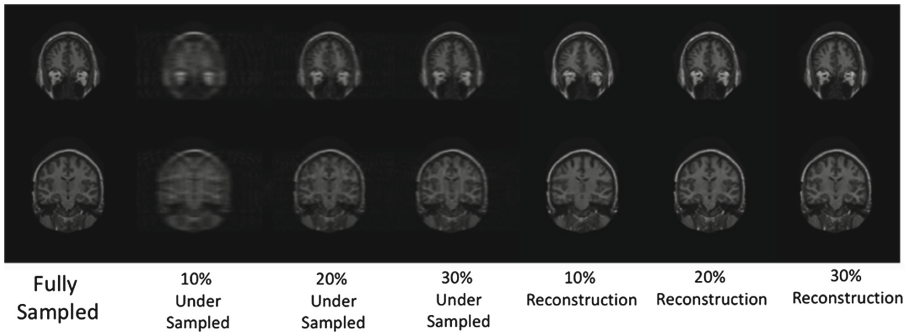 Fully
Sampled
10%
Under
Sampled
20%
Under
Sampled
30%
Under
Sampled
10%
Reconstruction
20%
Reconstruction
30%
Reconstruction